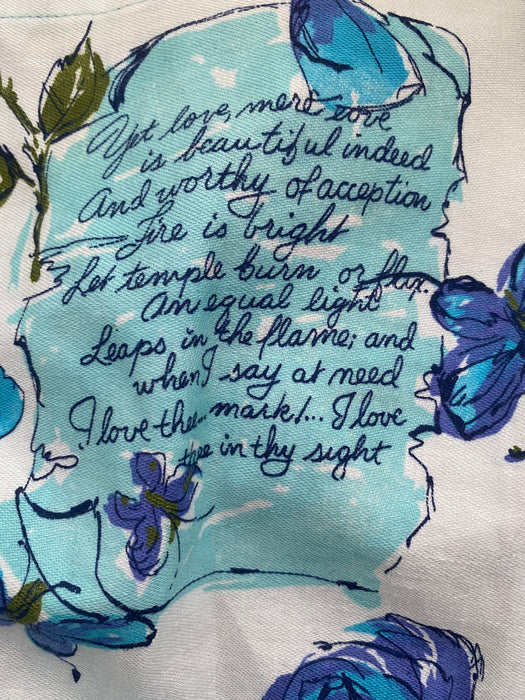 Yet love, mere love
is beautiful indeed
And worthy of acception
Fire is bright
Let temple burn or flax.
An equal light
Leaps in the flame; and
when I say at need
I love thee... mark!... I love
thee in thy sight